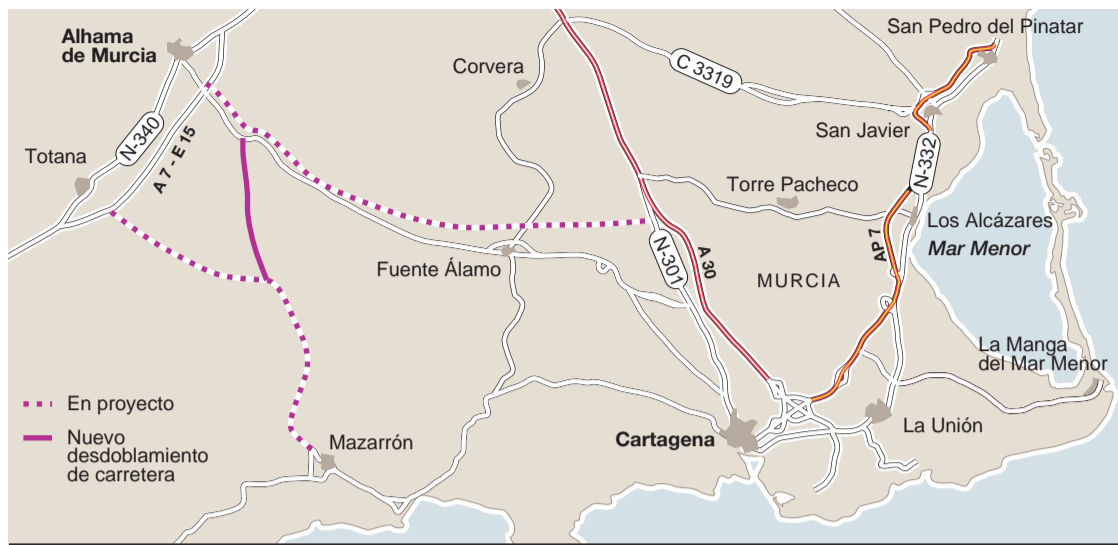 San Pedro del Pinatar
Alhama
de Murcia
Corvera
C 3319
San Javier
N-340
A 7 - E 15
Totana
N-332
Torre Pacheco
Los Alcázares
Mar Menor
AP 7
Fuente Álamo
N-301
A 30
MURCIA
La Manga
del Mar Menor
En proyecto
Nuevo
desdoblamiento
de carretera
Mazarrón
Cartagena
La Unión